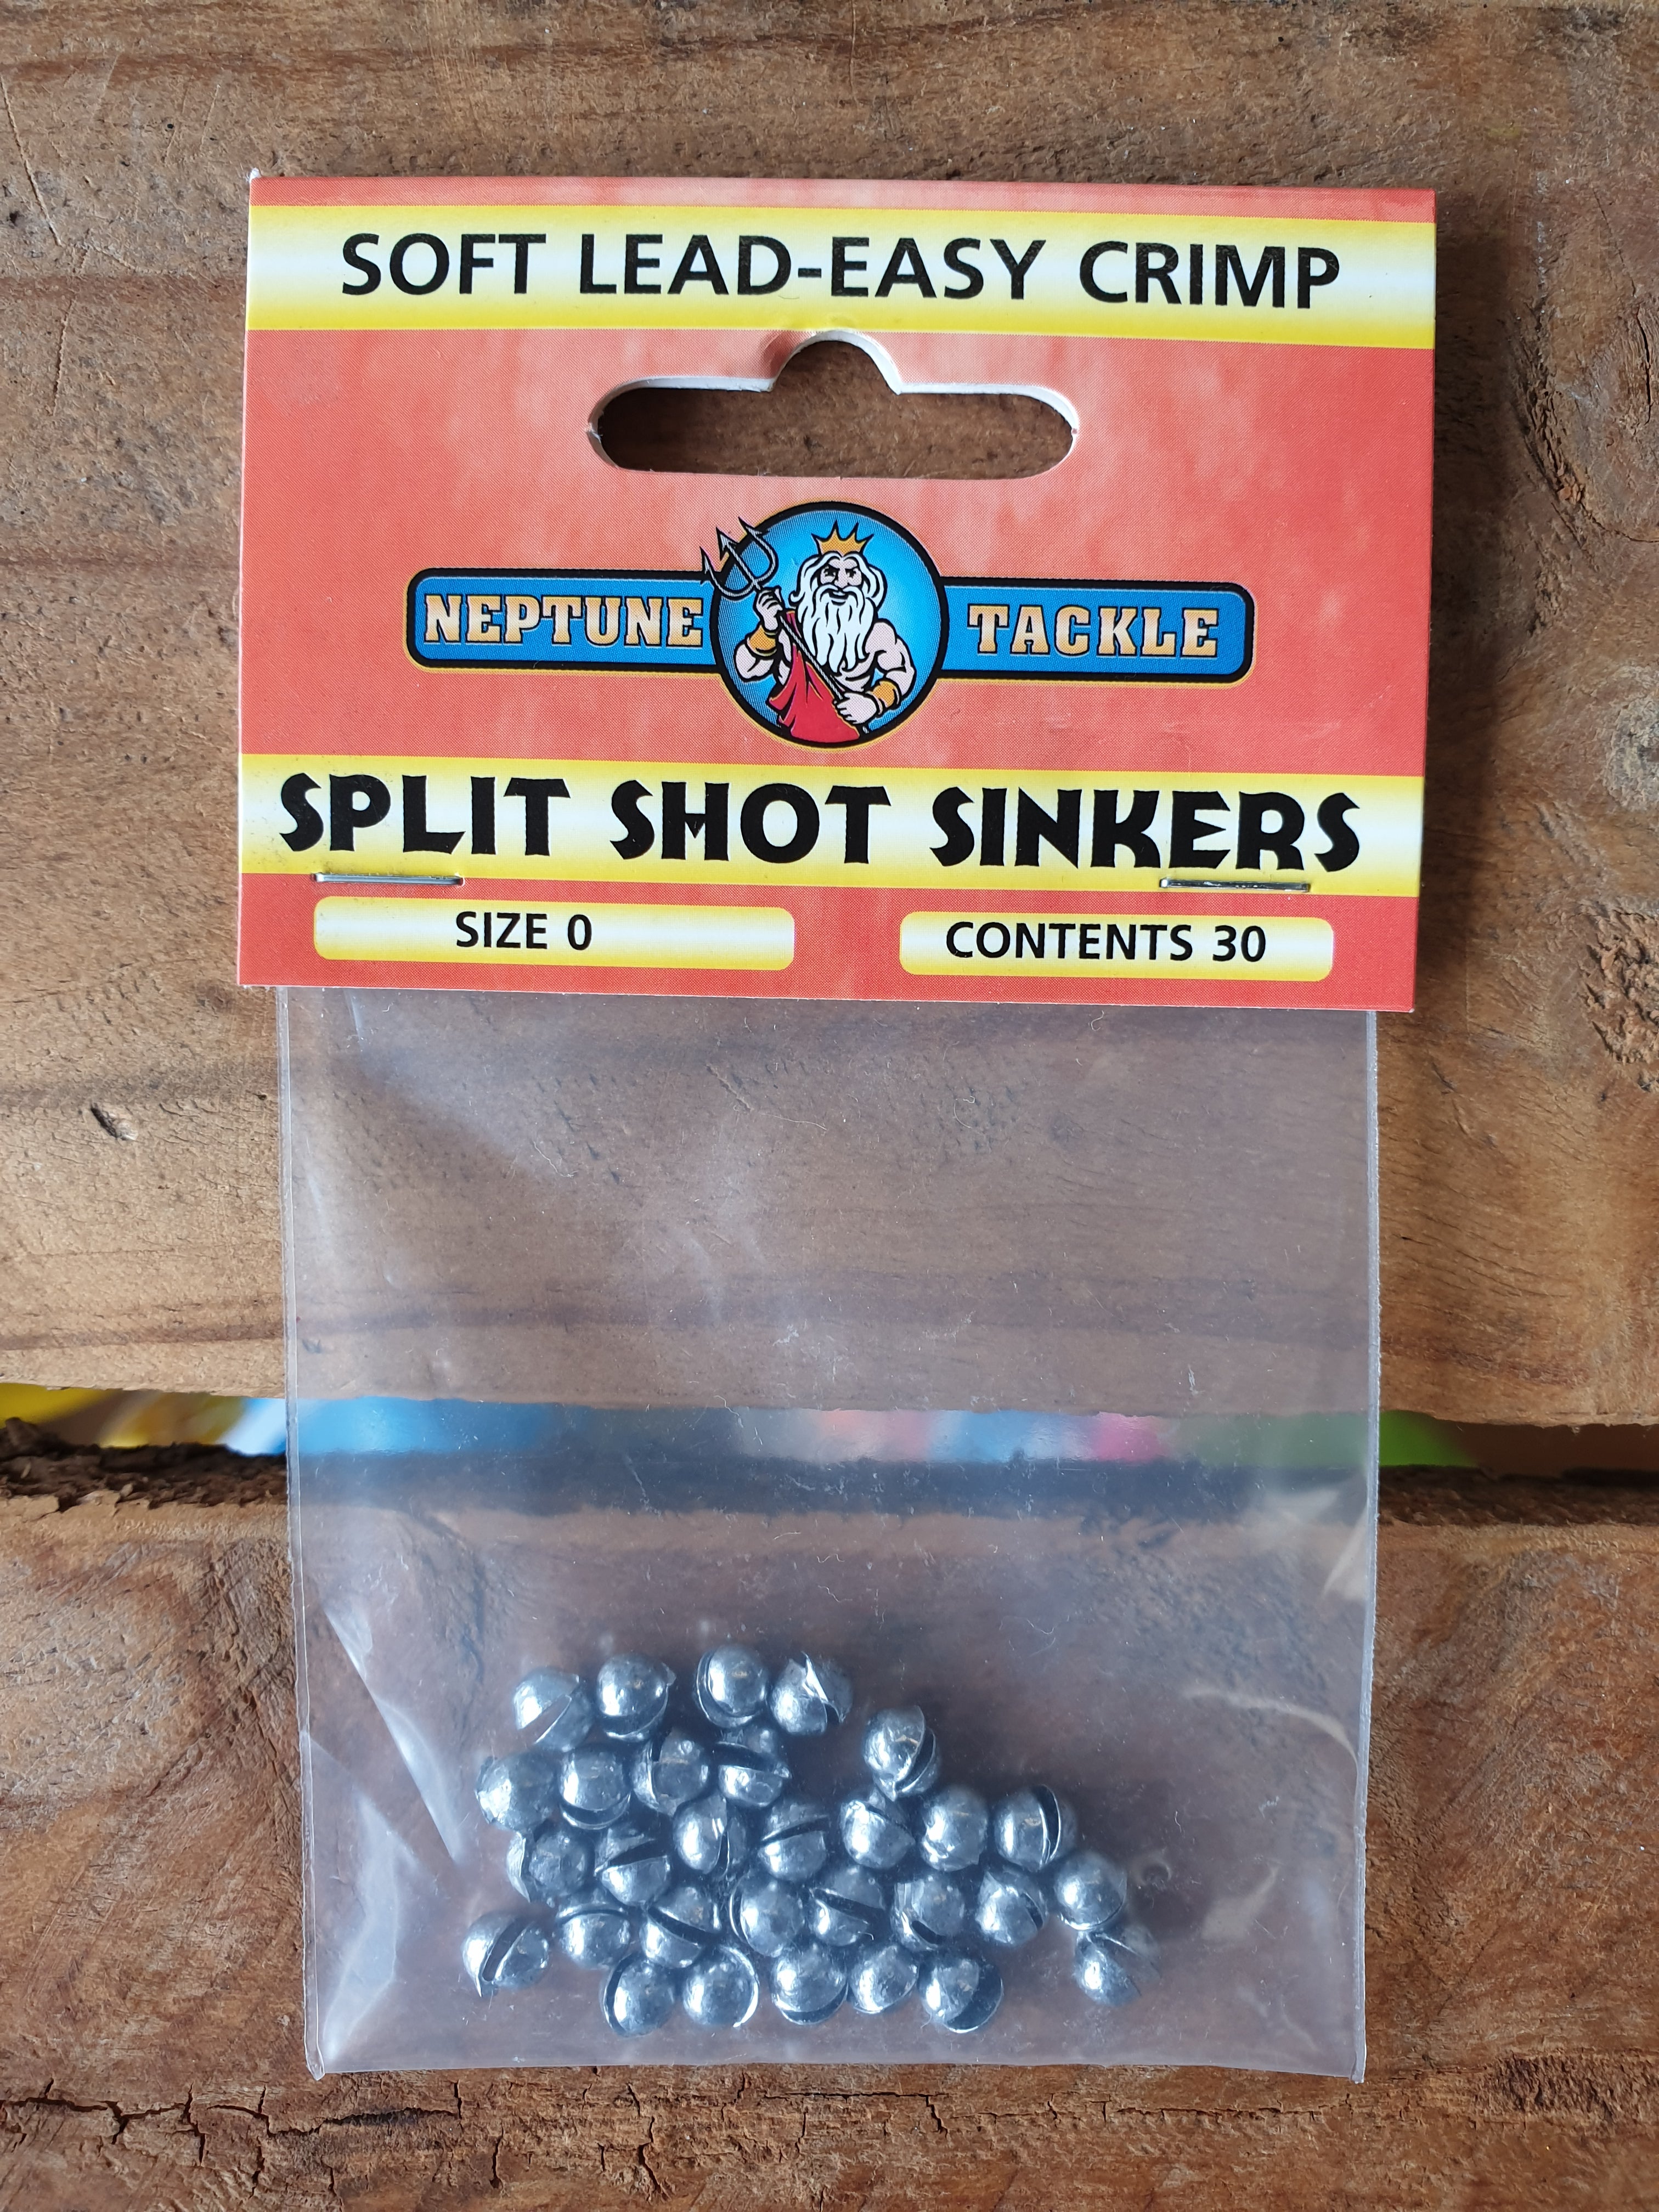 SOFT LEAD-EASY CRIMP
NEPTUNE TACKLE
SPLIT SHOT SINKERS
SIZE 0
CONTENTS 30